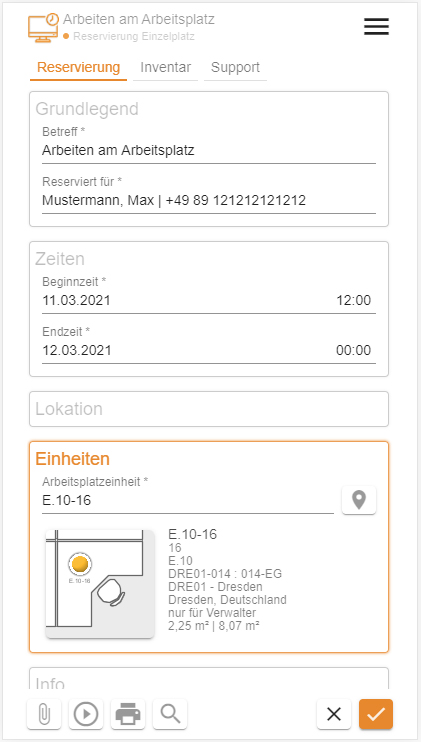 Arbeiten am Arbeitsplatz
Reservierung Einzelplatz
Reservierung Inventar Support
Grundlegend
Betreff *
Arbeiten am Arbeitsplatz
Reserviert für *
Mustermann, Max | +49 89 121212121212
Zeiten
Beginnzeit *
11.03.2021 12:00
Endzeit *
12.03.2021 00:00
Lokation
Einheiten
Arbeitsplatzeinheit *
E.10-16
E.10-16
E.10-16
16
E.10
DRE01-014 : 014-EG
DRE01 - Dresden
Dresden, Deutschland
nur für Verwalter
2,25 m² | 8,07 m²
Info